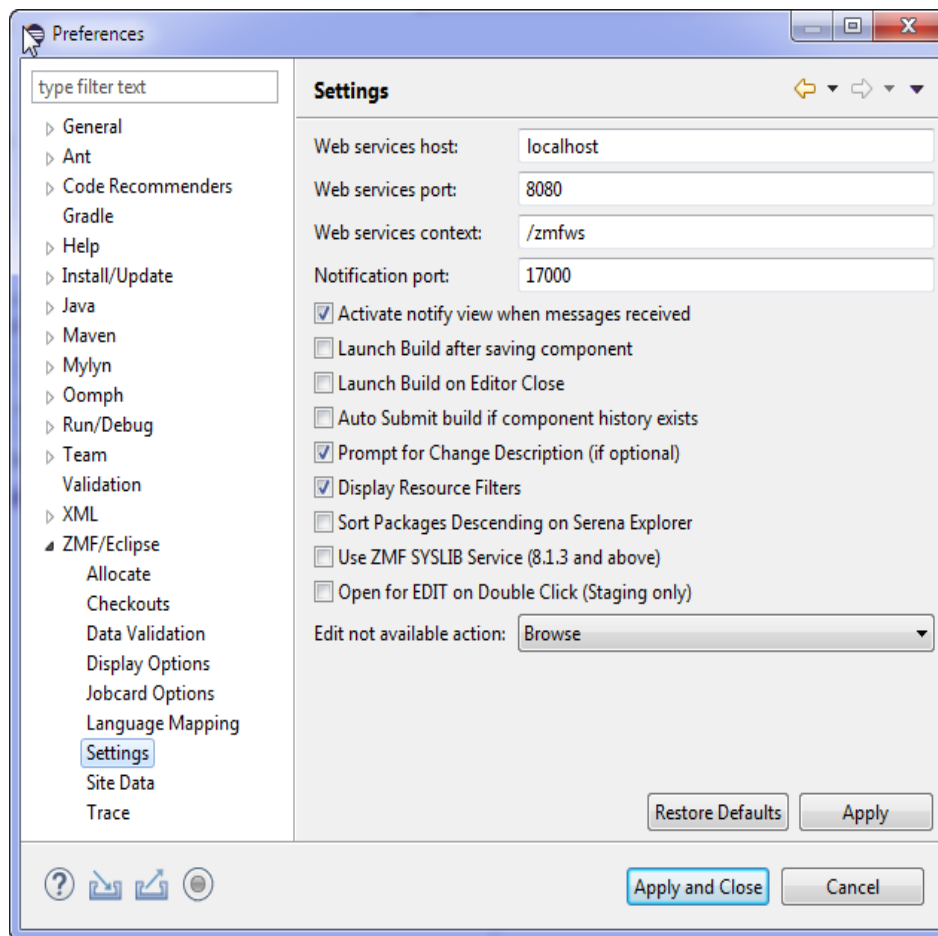 Preferences
type filter text
General
Ant
Code Recommenders
Gradle
Help
Install/Update
Java
Maven
Mylyn
Oomph
Run/Debug
Team
Validation
XML
ZMF/Eclipse
Allocate
Checkouts
Data Validation
Display Options
Jobcard Options
Language Mapping
Settings
Site Data
Trace
Settings
Web services host: localhost
Web services port: 8080
Web services context: /zmfws
Notification port: 17000
Activate notify view when messages received
Launch Build after saving component
Launch Build on Editor Close
Auto Submit build if component history exists
Prompt for Change Description (if optional)
Display Resource Filters
Sort Packages Descending on Serena Explorer
Use ZMF SYSLIB Service (8.1.3 and above)
Open for EDIT on Double Click (Staging only)
Edit not available action: Browse
Restore Defaults Apply
? Apply and Close Cancel